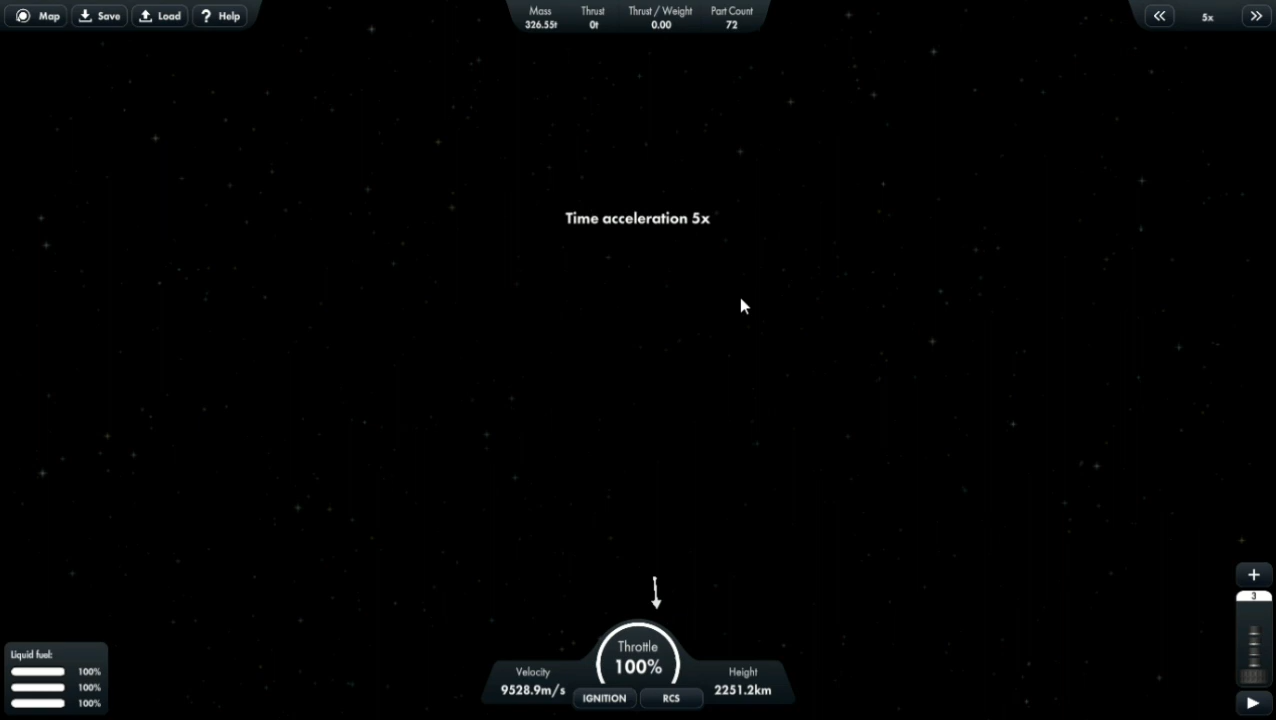 Map
Save
Load
? Help
Mass
326.55t
Thrust
0t
Thrust / Weight
0.00
Part Count
72
5x
Time acceleration 5x
3
Liquid fuel:
100%
100%
100%
Throttle
100%
Velocity
9528.9m/s
IGNITION
RCS
Height
2251.2km